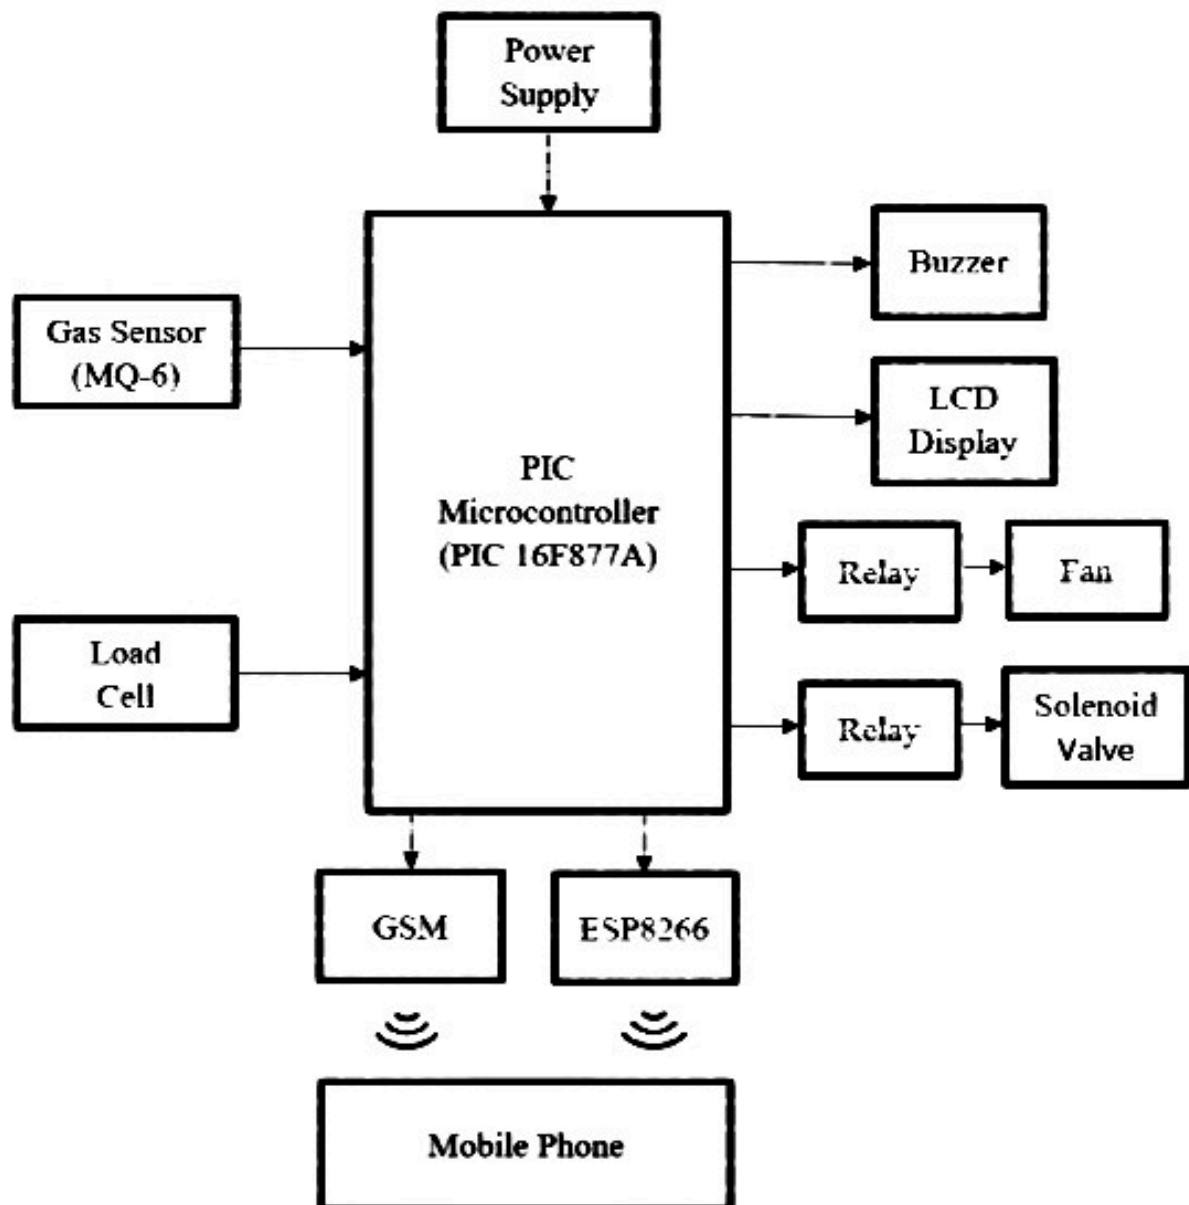 Power
Supply
Buzzer
Gas Sensor
(MQ-6)
LCD
Display
PIC
Microcontroller
(PIC 16F877A)
Relay
Fan
Load
Cell
Relay
Solenoid
Valve
GSM
ESP8266
Mobile Phone